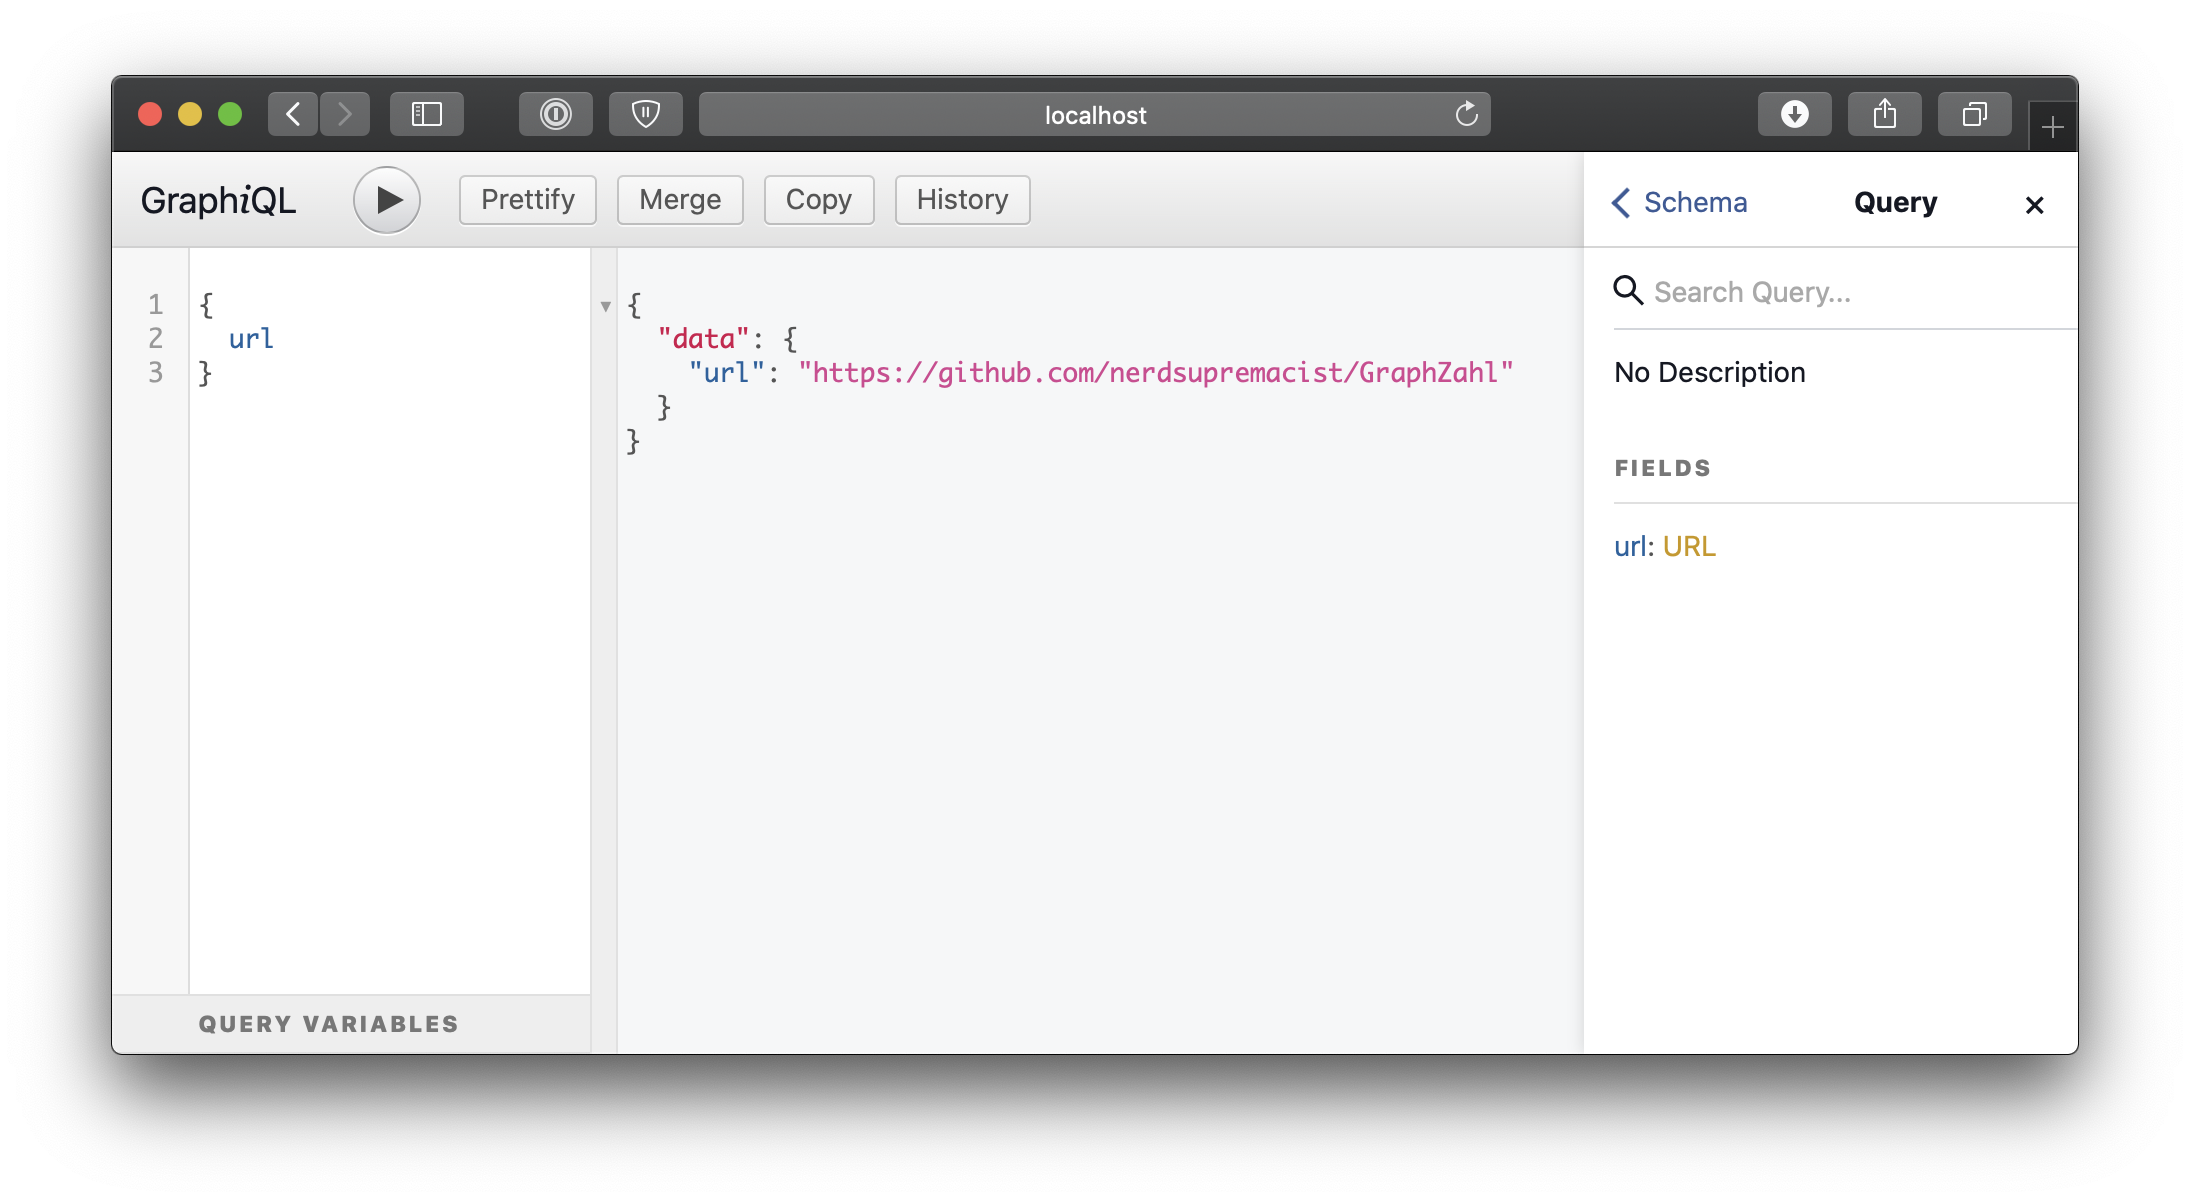 localhost
GraphiQL
Prettify
Merge
Copy
History
Schema
Query
1 {
2 url
3 }
{
"data": {
"url": "https://github.com/nerdsupremacist/GraphZahl"
}
}
Search Query...
No Description
FIELDS
url: URL
QUERY VARIABLES